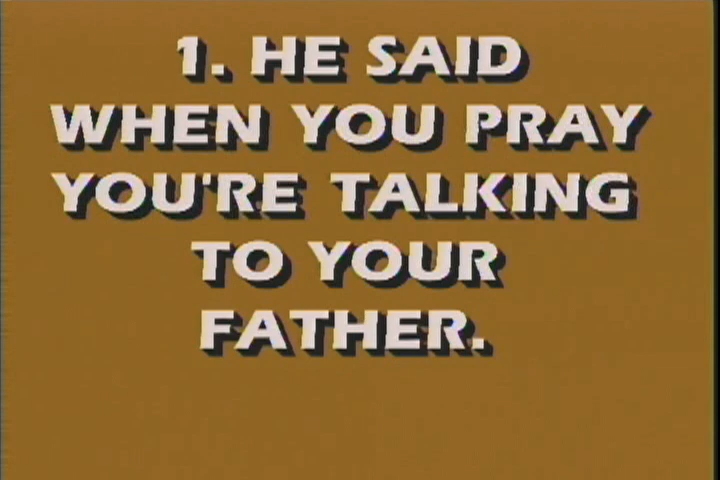 1. HE SAID
WHEN YOU PRAY
YOU'RE TALKING
TO YOUR
FATHER.